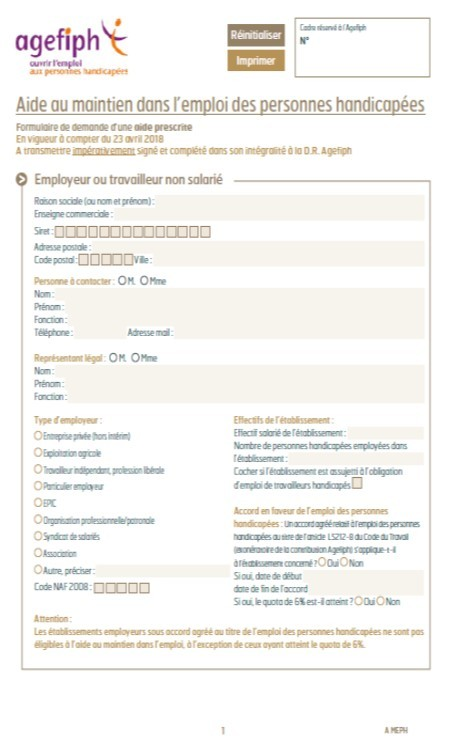 agefiph
ouvrir l'emploi
aux personnes handicapées
Réinitialiser
Imprimer
Cadre réservé à l'Agefiph
N°
Aide au maintien dans l'emploi des personnes handicapées
Formulaire de demande d'une aide prescrite
En vigueur à compter du 23 avril 2018
A transmettre impérativement signé et complété dans son intégralité à la D.R. Agefiph
Employeur ou travailleur non salarié
Raison sociale (ou nom et prénom) :
Enseigne commerciale :
Siret :
Adresse postale :
Code postal : Ville :
Personne à contacter : M. Mme
Nom :
Prénom :
Fonction :
Téléphone : Adresse mail :
Représentant légal : M. Mme
Nom :
Prénom :
Fonction :
Type d'employeur :
Entreprise privée (hors intérim)
Exploitation agricole
Travailleur indépendant, profession libérale
Particulier employeur
EPIC
Organisation professionnelle/patronale
Syndicat de salariés
Association
Autre, préciser :
Code NAF 2008 :
Effectifs de l'établissement :
Effectif salarié de l'établissement :
Nombre de personnes handicapées employées dans
l'établissement :
Cocher si l'établissement est assujetti à l'obligation
d'emploi de travailleurs handicapés
Accord en faveur de l'emploi des personnes
handicapées : Un accord agréé relatif à l'emploi des personnes
handicapées au titre de l'article L5212-8 du Code du Travail
(exonératoire de la contribution Agefiph) s'applique-t-il
à l'établissement concerné ? Oui Non
Si oui, date de début
date de fin de l'accord
Si oui, le quota de 6% est-il atteint ? Oui Non
Attention :
Les établissements employeurs sous accord agréé au titre de l'emploi des personnes handicapées ne sont pas
éligibles à l'aide au maintien dans l'emploi, à l'exception de ceux ayant atteint le quota de 6%.
1
A MEPH